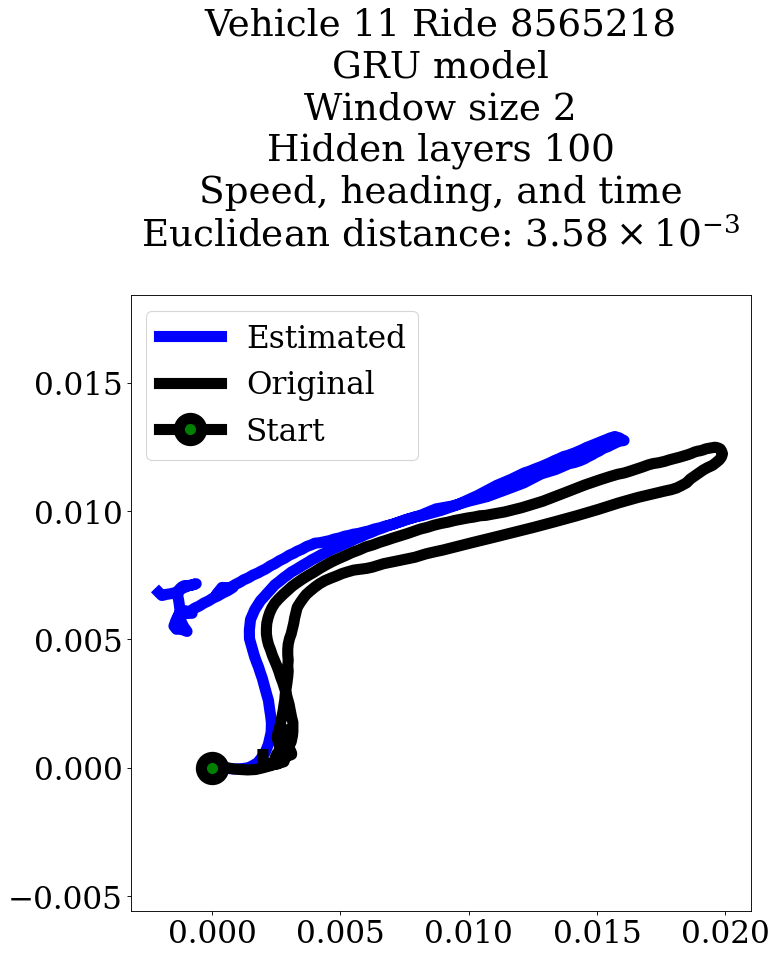 Vehicle 11 Ride 8565218
GRU model
Window size 2
Hidden layers 100
Speed, heading, and time
Euclidean distance: 3.58 × 10⁻³
Estimated
Original
Start
0.015
0.010
0.005
0.000
−0.005
0.000 0.005 0.010 0.015 0.020